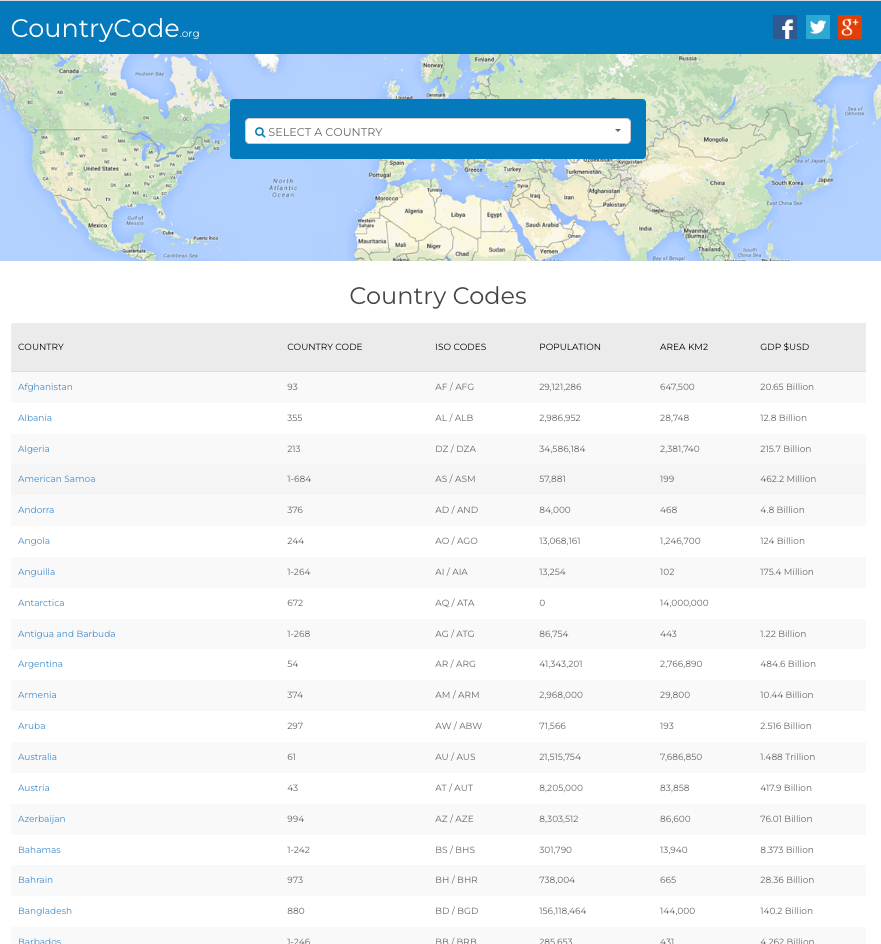 CountryCode.org
f
g+
Canada
Hudson Bay
Norway
Finland
Russia
SELECT A COUNTRY
United States
North
Atlantic
Ocean
Spain
Portugal
Greece
Turkey
Uzbekistan
Turkmenistan
Mongolia
China
South Korea
Japan
Sea of Japan
East China Sea
Morocco
Tunisia
Syria
Iraq
Iran
Afghanistan
Pakistan
Algeria
Libya
Egypt
Western
Sahara
Saudi Arabia
Oman
India
Myanmar
(Burma)
Mexico
Gulf of
Mexico
Cuba
Puerto Rico
Mauritania
Mali
Niger
Chad
Sudan
Yemen
Thailand
Guatemala
Caribbean Sea
Bay of Bengal
South
China Sea
Country Codes
COUNTRY COUNTRY CODE ISO CODES POPULATION AREA KM2 GDP $USD
Afghanistan 93 AF / AFG 29,121,286 647,500 20.65 Billion
Albania 355 AL / ALB 2,986,952 28,748 12.8 Billion
Algeria 213 DZ / DZA 34,586,184 2,381,740 215.7 Billion
American Samoa 1-684 AS / ASM 57,881 199 462.2 Million
Andorra 376 AD / AND 84,000 468 4.8 Billion
Angola 244 AO / AGO 13,068,161 1,246,700 124 Billion
Anguilla 1-264 AI / AIA 13,254 102 175.4 Million
Antarctica 672 AQ / ATA 0 14,000,000
Antigua and Barbuda 1-268 AG / ATG 86,754 443 1.22 Billion
Argentina 54 AR / ARG 41,343,201 2,766,890 484.6 Billion
Armenia 374 AM / ARM 2,968,000 29,800 10.44 Billion
Aruba 297 AW / ABW 71,566 193 2.516 Billion
Australia 61 AU / AUS 21,515,754 7,686,850 1.488 Trillion
Austria 43 AT / AUT 8,205,000 83,858 417.9 Billion
Azerbaijan 994 AZ / AZE 8,303,512 86,600 76.01 Billion
Bahamas 1-242 BS / BHS 301,790 13,940 8.373 Billion
Bahrain 973 BH / BHR 738,004 665 28.36 Billion
Bangladesh 880 BD / BGD 156,118,464 144,000 140.2 Billion
Barbados 1-246 BB / BRB 285,653 431 4.262 Billion